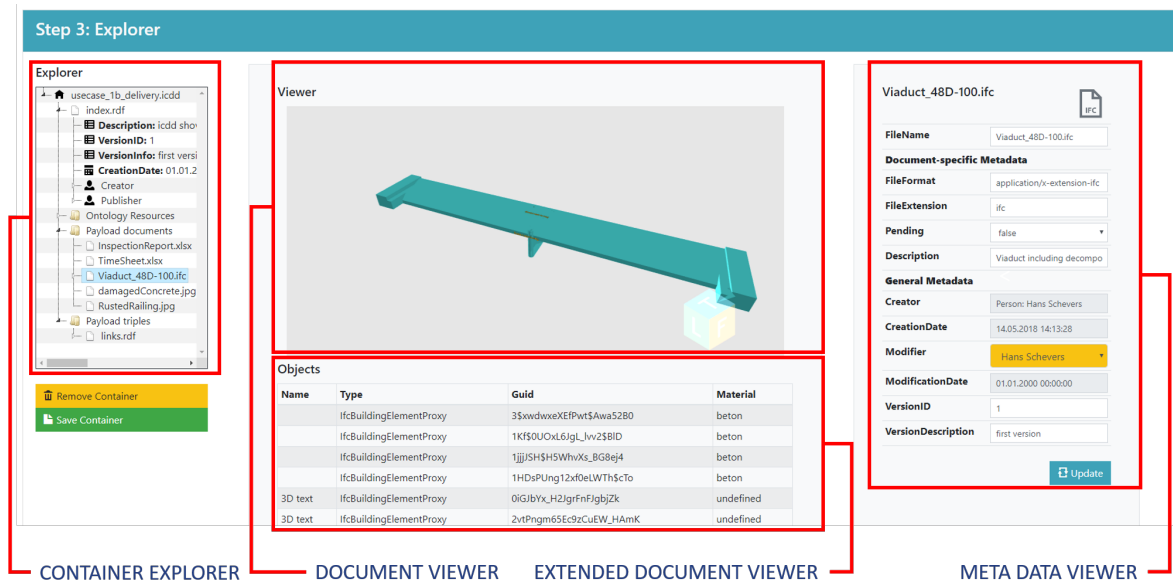 Step 3: Explorer
Explorer
usecase_1b_delivery.icdd
index.rdf
Description: icdd show
VersionID: 1
VersionInfo: first versi
CreationDate: 01.01.2
Creator
Publisher
Ontology Resources
Payload documents
InspectionReport.xlsx
TimeSheet.xlsx
Viaduct_48D-100.ifc
damagedConcrete.jpg
RustedRailing.jpg
Payload triples
links.rdf
Remove Container
Save Container
Viewer
L F
Objects
Name Type Guid Material
IfcBuildingElementProxy 3$xwdwxeXEfPwt$Awa52B0 beton
IfcBuildingElementProxy 1Kf$0UOxL6JgL_lvv2$BlD beton
IfcBuildingElementProxy 1jjjJSH$H5WhvXs_BG8ej4 beton
IfcBuildingElementProxy 1HDsPUng12xf0eLWTh$cTo beton
3D text IfcBuildingElementProxy 0iGJbYx_H2JgrFnFJgbjZk undefined
3D text IfcBuildingElementProxy 2vtPngm65Ec9zCuEW_HAmK undefined
Viaduct_48D-100.ifc
IFC
FileName Viaduct_48D-100.ifc
Document-specific Metadata
FileFormat application/x-extension-ifc
FileExtension ifc
Pending false
Description Viaduct including decompo
General Metadata
Creator Person: Hans Schevers
CreationDate 14.05.2018 14:13:28
Modifier Hans Schevers
ModificationDate 01.01.2000 00:00:00
VersionID 1
VersionDescription first version
Update
CONTAINER EXPLORER DOCUMENT VIEWER EXTENDED DOCUMENT VIEWER META DATA VIEWER